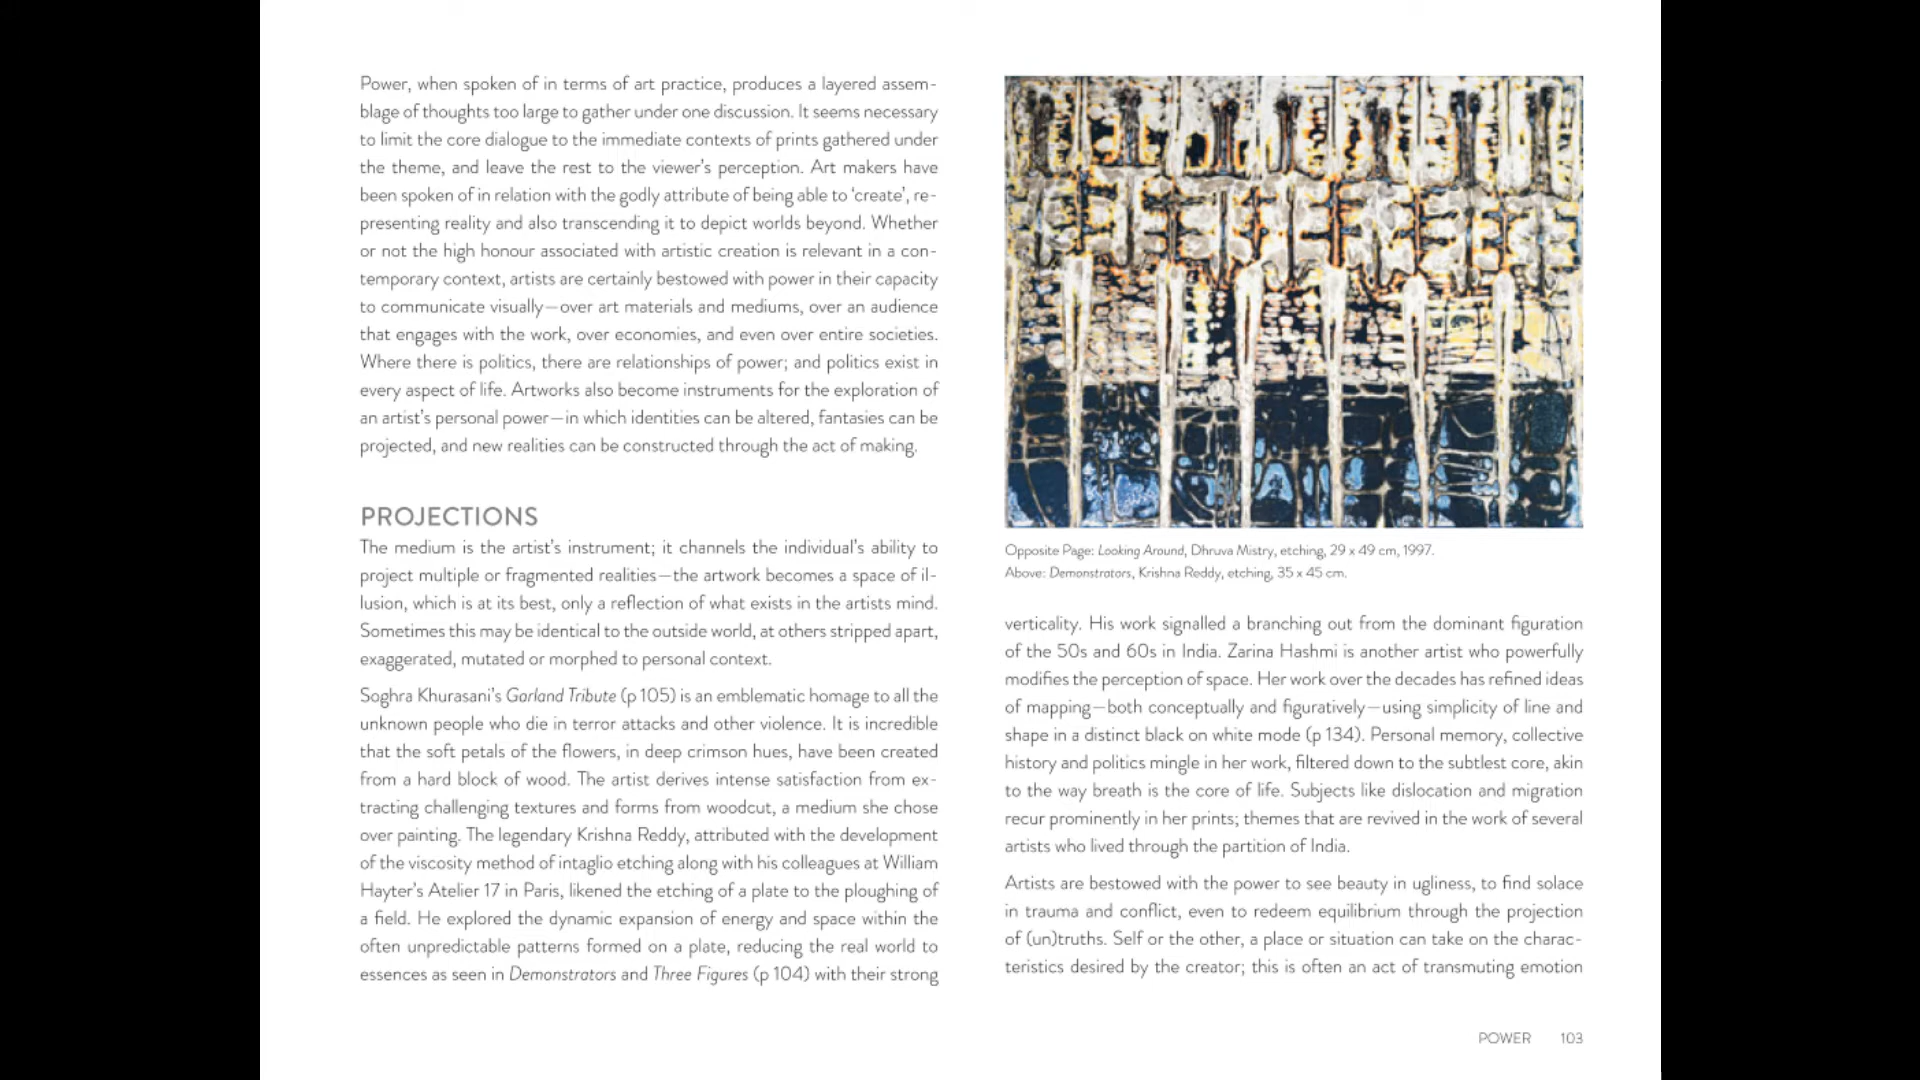 Power, when spoken of in terms of art practice, produces a layered assem-
blage of thoughts too large to gather under one discussion. It seems necessary
to limit the core dialogue to the immediate contexts of prints gathered under
the theme, and leave the rest to the viewer's perception. Art makers have
been spoken of in relation with the godly attribute of being able to 'create', re-
presenting reality and also transcending it to depict worlds beyond. Whether
or not the high honour associated with artistic creation is relevant in a con-
temporary context, artists are certainly bestowed with power in their capacity
to communicate visually—over art materials and mediums, over an audience
that engages with the work, over economies, and even over entire societies.
Where there is politics, there are relationships of power; and politics exist in
every aspect of life. Artworks also become instruments for the exploration of
an artist's personal power—in which identities can be altered, fantasies can be
projected, and new realities can be constructed through the act of making.
PROJECTIONS
The medium is the artist's instrument; it channels the individual's ability to
project multiple or fragmented realities—the artwork becomes a space of il-
lusion, which is at its best, only a reflection of what exists in the artists mind.
Sometimes this may be identical to the outside world, at others stripped apart,
exaggerated, mutated or morphed to personal context.
Soghra Khurasani's Garland Tribute (p 105) is an emblematic homage to all the
unknown people who die in terror attacks and other violence. It is incredible
that the soft petals of the flowers, in deep crimson hues, have been created
from a hard block of wood. The artist derives intense satisfaction from ex-
tracting challenging textures and forms from woodcut, a medium she chose
over painting. The legendary Krishna Reddy, attributed with the development
of the viscosity method of intaglio etching along with his colleagues at William
Hayter's Atelier 17 in Paris, likened the etching of a plate to the ploughing of
a field. He explored the dynamic expansion of energy and space within the
often unpredictable patterns formed on a plate, reducing the real world to
essences as seen in Demonstrators and Three Figures (p 104) with their strong
Opposite Page: Looking Around, Dhruva Mistry, etching, 29 x 49 cm, 1997.
Above: Demonstrators, Krishna Reddy, etching, 35 x 45 cm.
verticality. His work signalled a branching out from the dominant figuration
of the 50s and 60s in India. Zarina Hashmi is another artist who powerfully
modifies the perception of space. Her work over the decades has refined ideas
of mapping—both conceptually and figuratively—using simplicity of line and
shape in a distinct black on white mode (p 134). Personal memory, collective
history and politics mingle in her work, filtered down to the subtlest core, akin
to the way breath is the core of life. Subjects like dislocation and migration
recur prominently in her prints; themes that are revived in the work of several
artists who lived through the partition of India.
Artists are bestowed with the power to see beauty in ugliness, to find solace
in trauma and conflict, even to redeem equilibrium through the projection
of (un)truths. Self or the other, a place or situation can take on the charac-
teristics desired by the creator; this is often an act of transmuting emotion
POWER 103